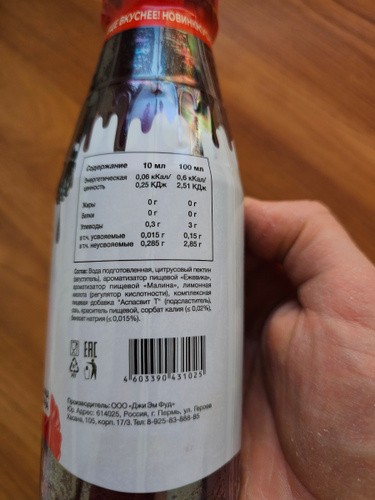 ЫЕ ВКУСНЕЕ! НОВИНКИ
Содержание 10 мл 100 мл
Энергетическая ценность 0,06 кКал/ 0,25 КДж 0,6 кКал/ 2,51 КДж
Жиры 0 г 0 г
Белки 0 г 0 г
Углеводы 0,3 г 3 г
в т.ч. усвояемые 0,015 г 0,15 г
в т.ч. неусвояемые 0,285 г 2,85 г
Состав: Вода подготовленная, цитрусовый пектин
(загуститель), ароматизатор пищевой «Ежевика»,
ароматизатор пищевой «Малина», лимонная
кислота (регулятор кислотности), комплексная
пищевая добавка "Аспасвит Т" (подсластитель),
соль, краситель пищевой, сорбат калия (≤ 0,02%),
бензоат натрия (≤ 0,015%).
EAC
4 603390 431025
Производитель: ООО «Джи Эм Фуд»
Юр. Адрес: 614025, Россия, г. Пермь, ул. Героев
Хасана, 105, корп. 17/3. Тел: 8-925-83-888-85